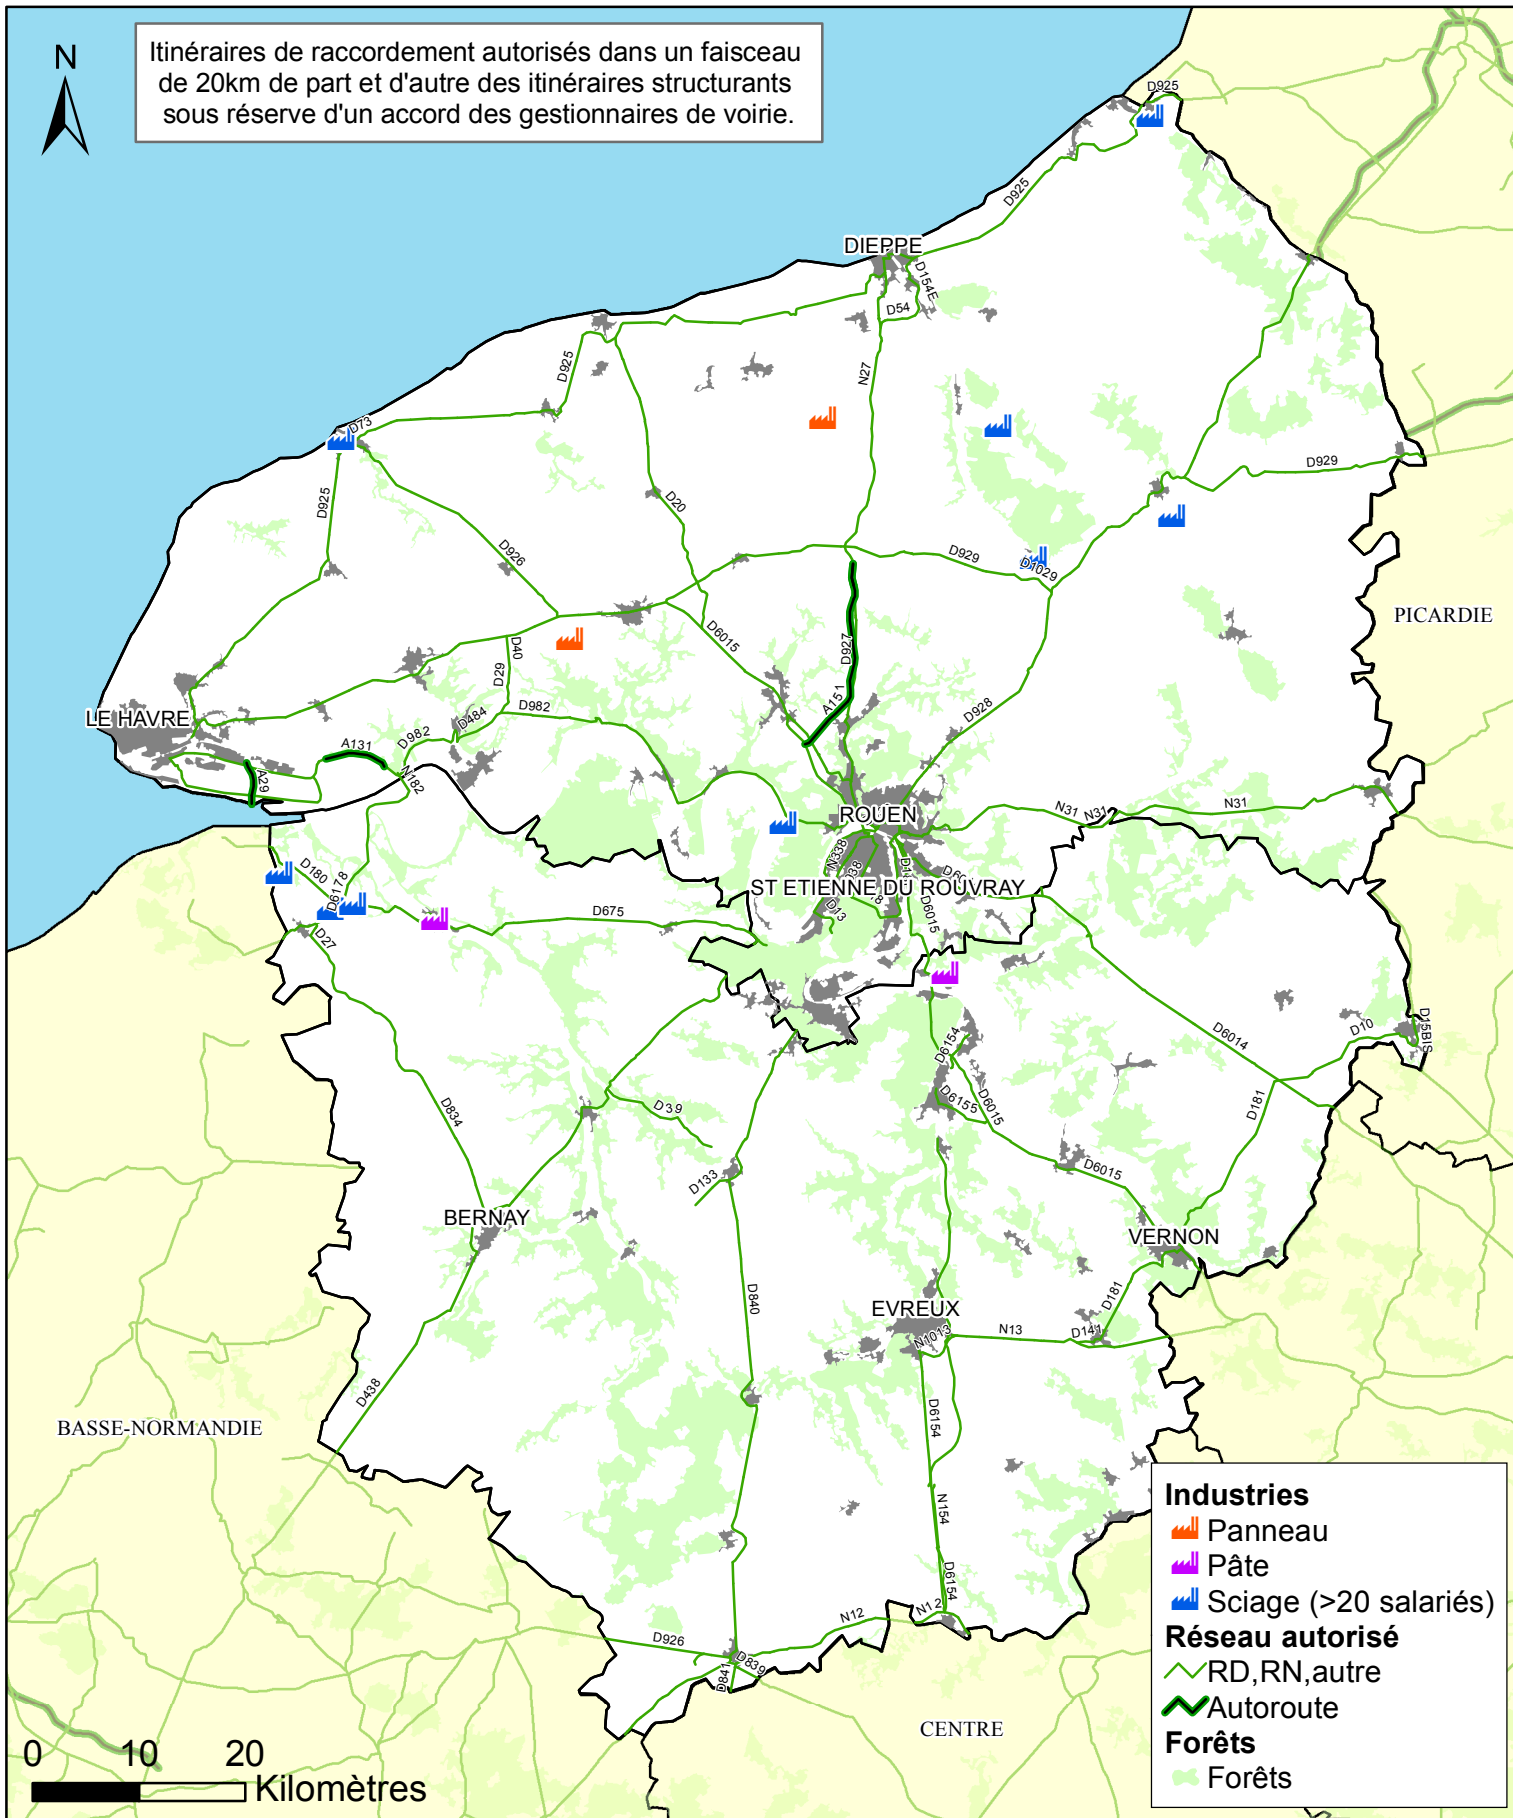 Itinéraires de raccordement autorisés dans un faisceau
de 20km de part et d'autre des itinéraires structurants
sous réserve d'un accord des gestionnaires de voirie.
N
D925
D925
DIEPPE
D154E
D54
N27
D925
D73
D925
D20
D929
D926
D929
D1029
PICARDIE
D6015
D927
D40
D29
A151
D982
LE HAVRE
D484
D982
D928
A131
A29
N182
N31
N31
N31
ROUEN
N338
D180
D6178
ST ETIENNE DU ROUVRAY
D13
D6015
D675
D27
D6154
D6014
D10
D15BIS
D6155
D6015
D181
D39
D834
D6015
D133
BERNAY
VERNON
D840
D181
EVREUX
N13
D141
N1013
D438
D6154
BASSE-NORMANDIE
N154
D6154
N12
N12
D926
D839
D841
CENTRE
Industries
Panneau
Pâte
Sciage (>20 salariés)
Réseau autorisé
RD,RN,autre
Autoroute
Forêts
Forêts
0 10 20
Kilomètres